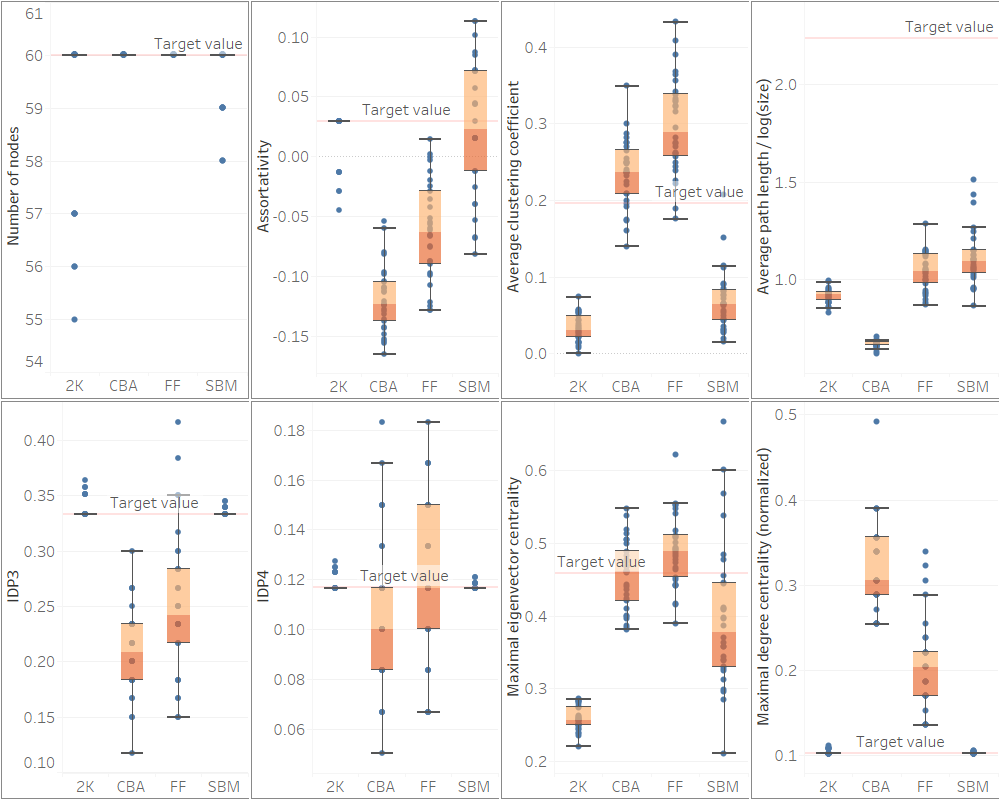 Number of nodes
61
60
59
58
57
56
55
54
Target value
2K CBA FF SBM
Assortativity
0.10
0.05
0.00
-0.05
-0.10
-0.15
Target value
2K CBA FF SBM
Average clustering coefficient
0.4
0.3
0.2
0.1
0.0
Target value
2K CBA FF SBM
Average path length / log(size)
2.0
1.5
1.0
Target value
2K CBA FF SBM
IDP3
0.40
0.35
0.30
0.25
0.20
0.15
0.10
Target value
2K CBA FF SBM
IDP4
0.18
0.16
0.14
0.12
0.10
0.08
0.06
Target value
2K CBA FF SBM
Maximal eigenvector centrality
0.6
0.5
0.4
0.3
0.2
Target value
2K CBA FF SBM
Maximal degree centrality (normalized)
0.5
0.4
0.3
0.2
0.1
Target value
2K CBA FF SBM